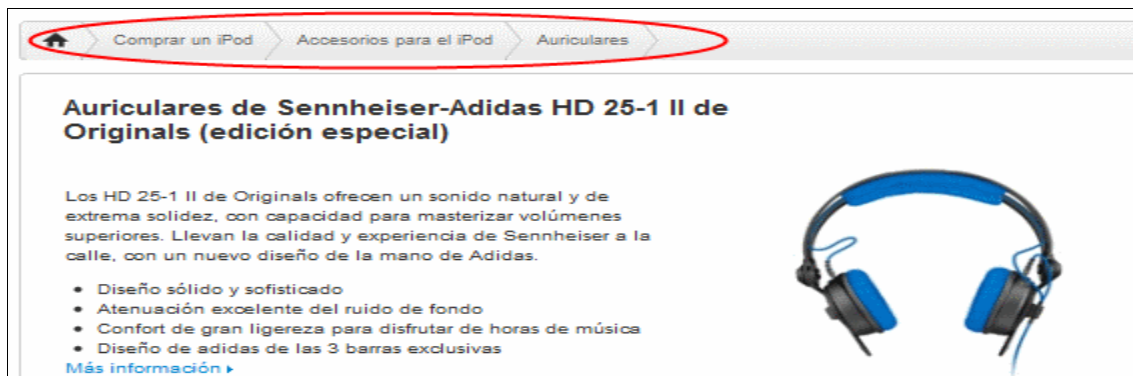 Comprar un iPod Accesorios para el iPod Auriculares
Auriculares de Sennheiser-Adidas HD 25-1 II de
Originals (edición especial)
Los HD 25-1 II de Originals ofrecen un sonido natural y de
extrema solidez, con capacidad para masterizar volúmenes
superiores. Llevan la calidad y experiencia de Sennheiser a la
calle, con un nuevo diseño de la mano de Adidas.
• Diseño sólido y sofisticado
• Atenuación excelente del ruido de fondo
• Confort de gran ligereza para disfrutar de horas de música
• Diseño de adidas de las 3 barras exclusivas
Más información ▸